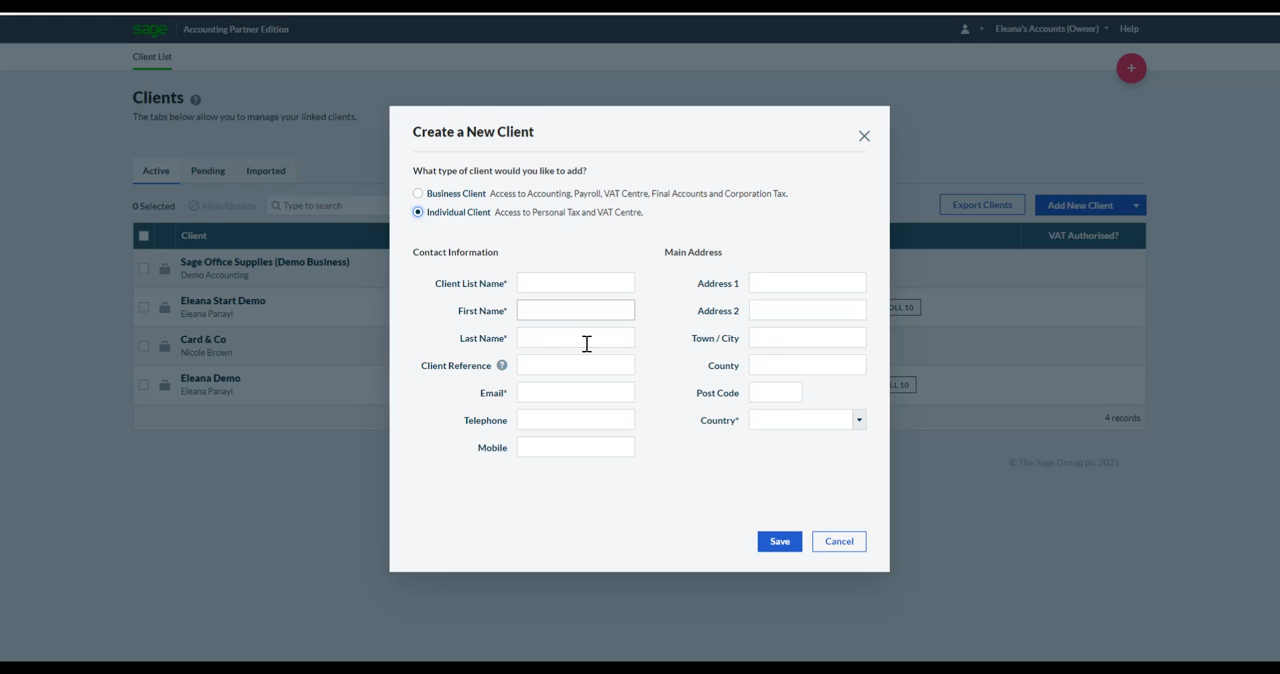 sage Accounting Partner Edition Eleana's Accounts (Owner) Help
Client List
+
Clients ?
The tabs below allow you to manage your linked clients.
Active Pending Imported
0 Selected Hide/Unhide Type to search Export Clients Add New Client
Client VAT Authorised?
Sage Office Supplies (Demo Business)
Demo Accounting
Eleana Start Demo
Eleana Panayi
Card & Co
Nicole Brown
Eleana Demo
Eleana Panayi
4 records
© The Sage Group plc 2021
Create a New Client
What type of client would you like to add?
Business Client Access to Accounting, Payroll, VAT Centre, Final Accounts and Corporation Tax.
Individual Client Access to Personal Tax and VAT Centre.
Contact Information Main Address
Client List Name* Address 1
First Name* Address 2
Last Name* Town / City
Client Reference ? County
Email* Post Code
Telephone Country*
Mobile
Save Cancel